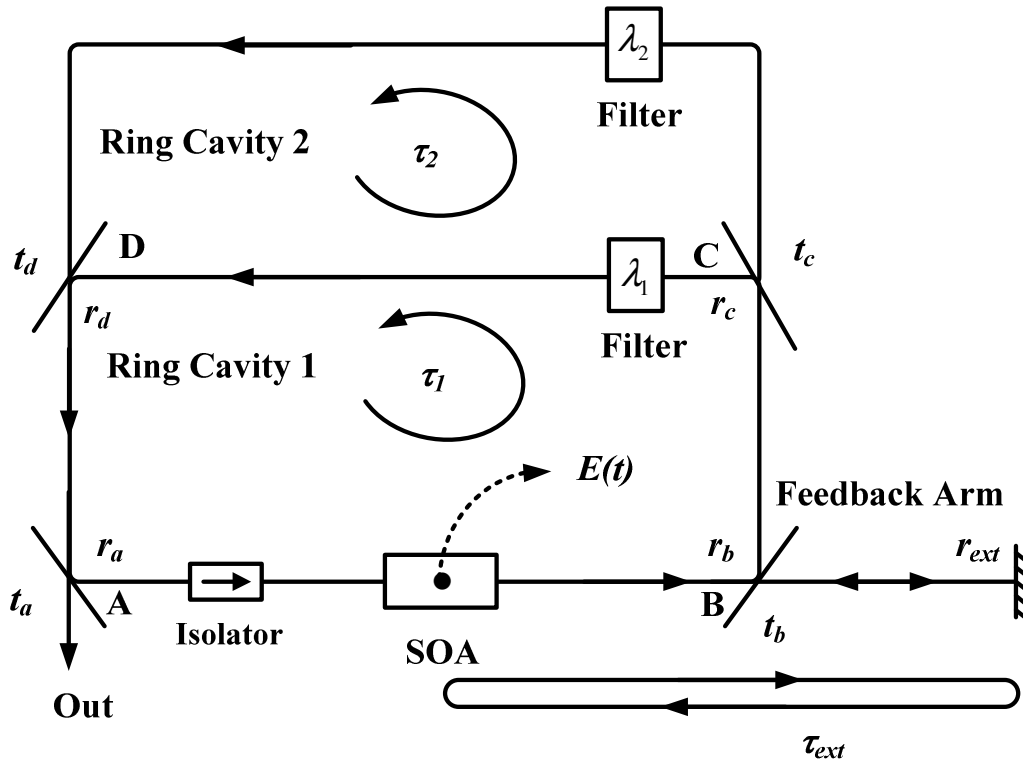 λ2
Filter
Ring Cavity 2
τ2
D
C
td
tc
λ1
rd
rc
Filter
Ring Cavity 1
τ1
E(t)
Feedback Arm
ra
rb
rext
ta
A
B
tb
Isolator
SOA
Out
τext